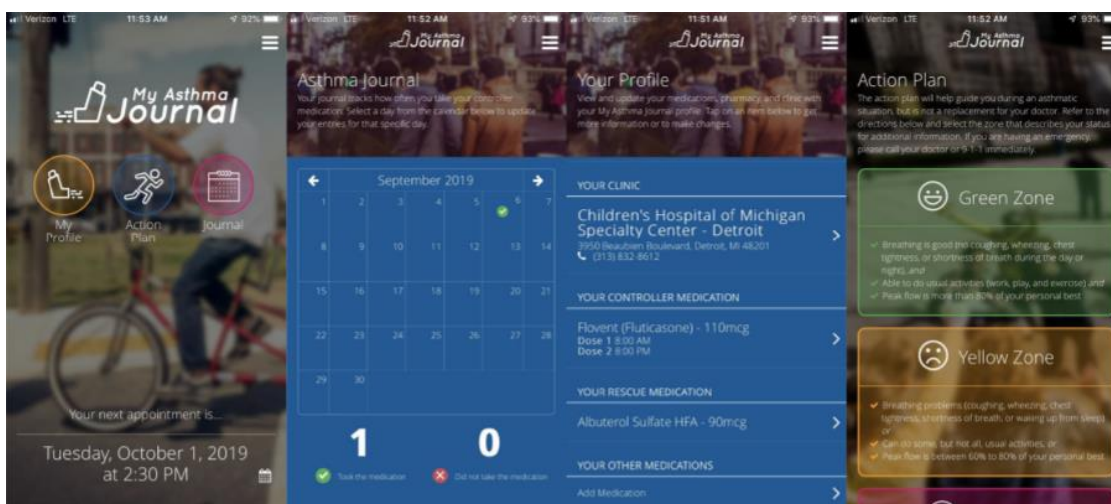 Verizon LTE 11:53 AM 92%
My Asthma
Journal
My
Profile
Action
Plan
Journal
Your next appointment is...
Tuesday, October 1, 2019
at 2:30 PM
Verizon LTE 11:52 AM 93%
My Asthma
Journal
Asthma Journal
Your journal tracks how often you take your controller
medication. Select a day from the calendar below to update
your entries for that specific day.
September 2019
1 2 3 4 5 6 7
8 9 10 11 12 13 14
15 16 17 18 19 20 21
22 23 24 25 26 27 28
29 30
1 0
Took the medication Did not take the medication
Verizon LTE 11:51 AM 93%
My Asthma
Journal
Your Profile
View and update your medications, pharmacy, and clinic with
your My Asthma Journal profile. Tap on an item below to get
more information or to make changes.
YOUR CLINIC
Children's Hospital of Michigan
Specialty Center - Detroit
3950 Beaubien Boulevard, Detroit, MI 48201
(313) 832-8612
YOUR CONTROLLER MEDICATION
Flovent (Fluticasone) - 110mcg
Dose 1 8:00 AM
Dose 2 8:00 PM
YOUR RESCUE MEDICATION
Albuterol Sulfate HFA - 90mcg
YOUR OTHER MEDICATIONS
Add Medication
Verizon LTE 11:52 AM 93%
My Asthma
Journal
Action Plan
The action plan will help guide you during an asthmatic
situation, but is not a replacement for your doctor. Refer to the
directions below and select the zone that describes your status
for additional information. If you are having an emergency,
please call your doctor or 9-1-1 immediately.
Green Zone
Breathing is good (no coughing, wheezing, chest
tightness, or shortness of breath during the day or
night), and
Able to do usual activities (work, play, and exercise) and
Peak flow is more than 80% of your personal best
Yellow Zone
Breathing problems (coughing, wheezing, chest
tightness, shortness of breath, or waking up from sleep)
or
Can do some, but not all, usual activities, or
Peak flow is between 60% to 80% of your personal best